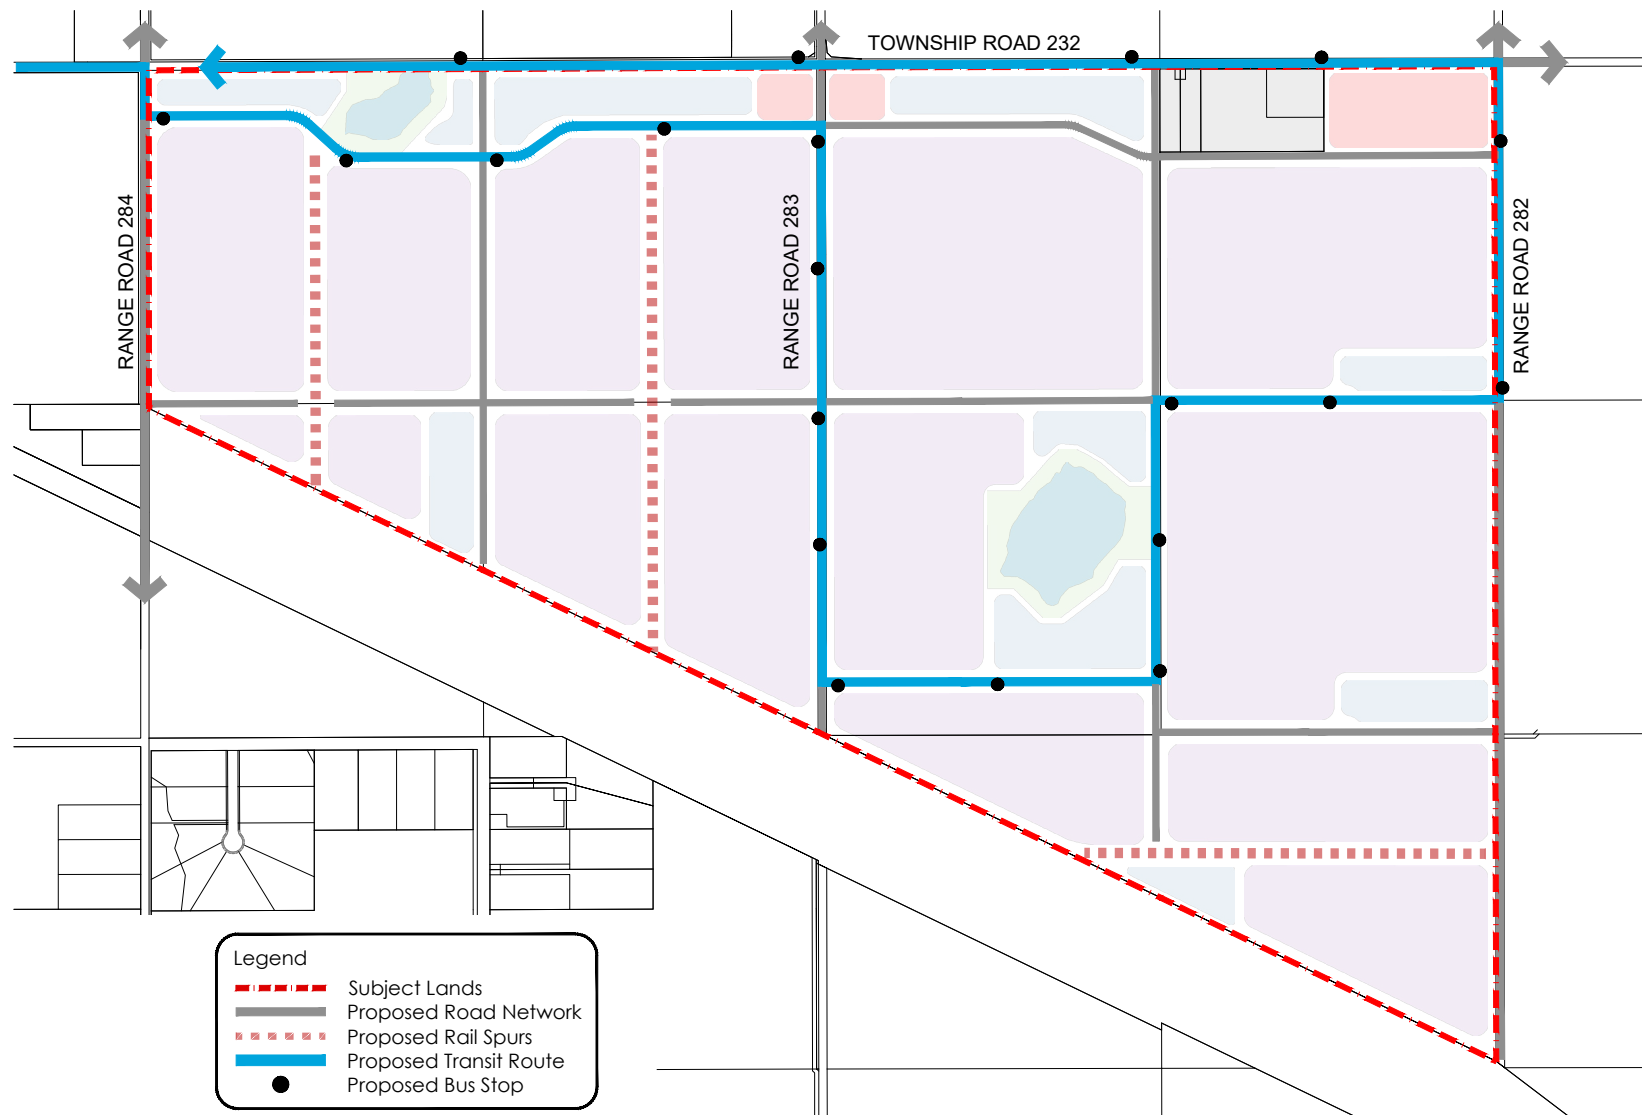 TOWNSHIP ROAD 232
RANGE ROAD 284
RANGE ROAD 283
RANGE ROAD 282
Legend
Subject Lands
Proposed Road Network
Proposed Rail Spurs
Proposed Transit Route
Proposed Bus Stop